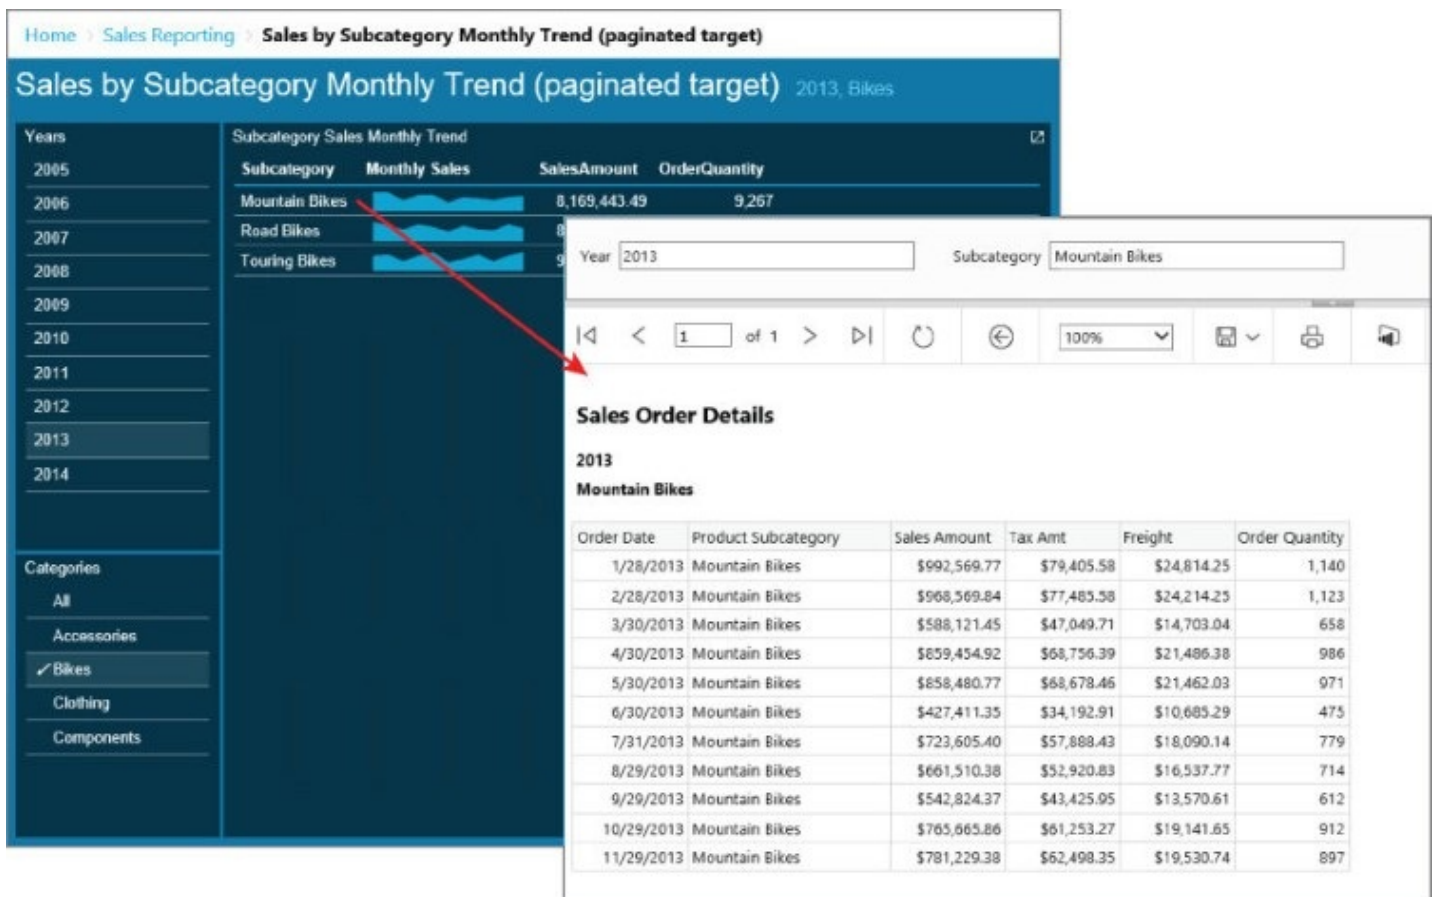 Home > Sales Reporting > Sales by Subcategory Monthly Trend (paginated target)
Sales by Subcategory Monthly Trend (paginated target) 2013, Bikes
Years
2005
2006
2007
2008
2009
2010
2011
2012
2013
2014
Categories
All
Accessories
✓ Bikes
Clothing
Components
Subcategory Sales Monthly Trend
Subcategory Monthly Sales SalesAmount OrderQuantity
Mountain Bikes 8,169,443.49 9,267
Road Bikes 8
Touring Bikes 9
Year 2013 Subcategory Mountain Bikes
1 of 1 100%
Sales Order Details
2013
Mountain Bikes
Order Date Product Subcategory Sales Amount Tax Amt Freight Order Quantity
1/28/2013 Mountain Bikes $992,569.77 $79,405.58 $24,814.25 1,140
2/28/2013 Mountain Bikes $968,569.84 $77,485.58 $24,214.25 1,123
3/30/2013 Mountain Bikes $588,121.45 $47,049.71 $14,703.04 658
4/30/2013 Mountain Bikes $859,454.92 $68,756.39 $21,486.38 986
5/30/2013 Mountain Bikes $858,480.77 $68,678.46 $21,462.03 971
6/30/2013 Mountain Bikes $427,411.35 $34,192.91 $10,685.29 475
7/31/2013 Mountain Bikes $723,605.40 $57,888.43 $18,090.14 779
8/29/2013 Mountain Bikes $661,510.38 $52,920.83 $16,537.77 714
9/29/2013 Mountain Bikes $542,824.37 $43,425.95 $13,570.61 612
10/29/2013 Mountain Bikes $765,665.86 $61,253.27 $19,141.65 912
11/29/2013 Mountain Bikes $781,229.38 $62,498.35 $19,530.74 897